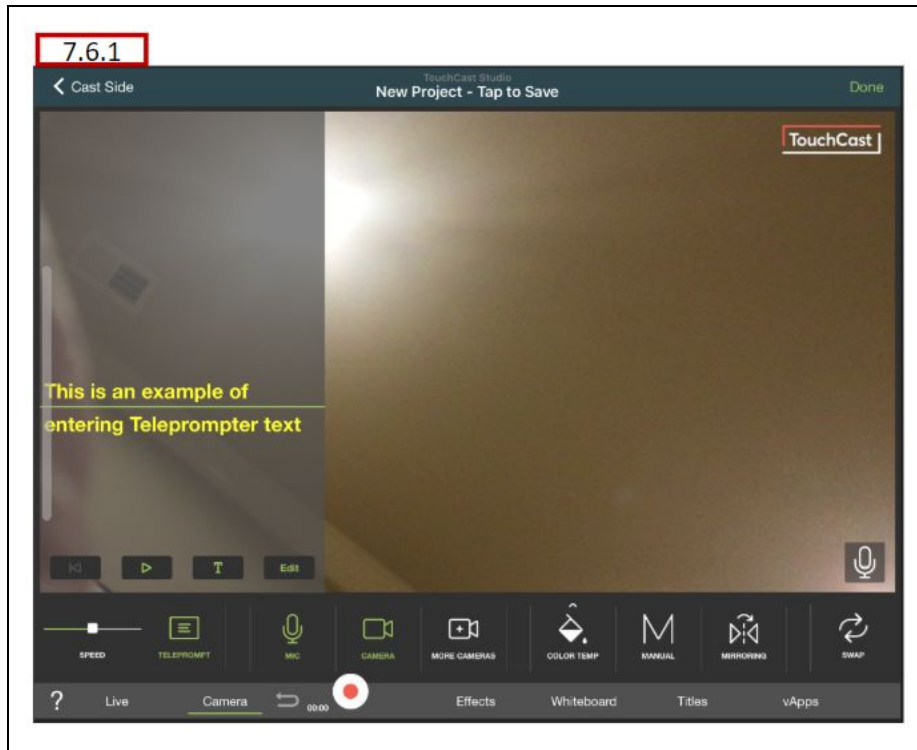 7.6.1
Cast Side
TouchCast Studio
New Project - Tap to Save
Done
TouchCast
This is an example of
entering Teleprompter text
T
Edit
SPEED
TELEPROMPT
MIC
CAMERA
MORE CAMERAS
COLOR TEMP
M
MANUAL
MIRRORING
SWAP
?
Live
Camera
00:00
Effects
Whiteboard
Titles
vApps